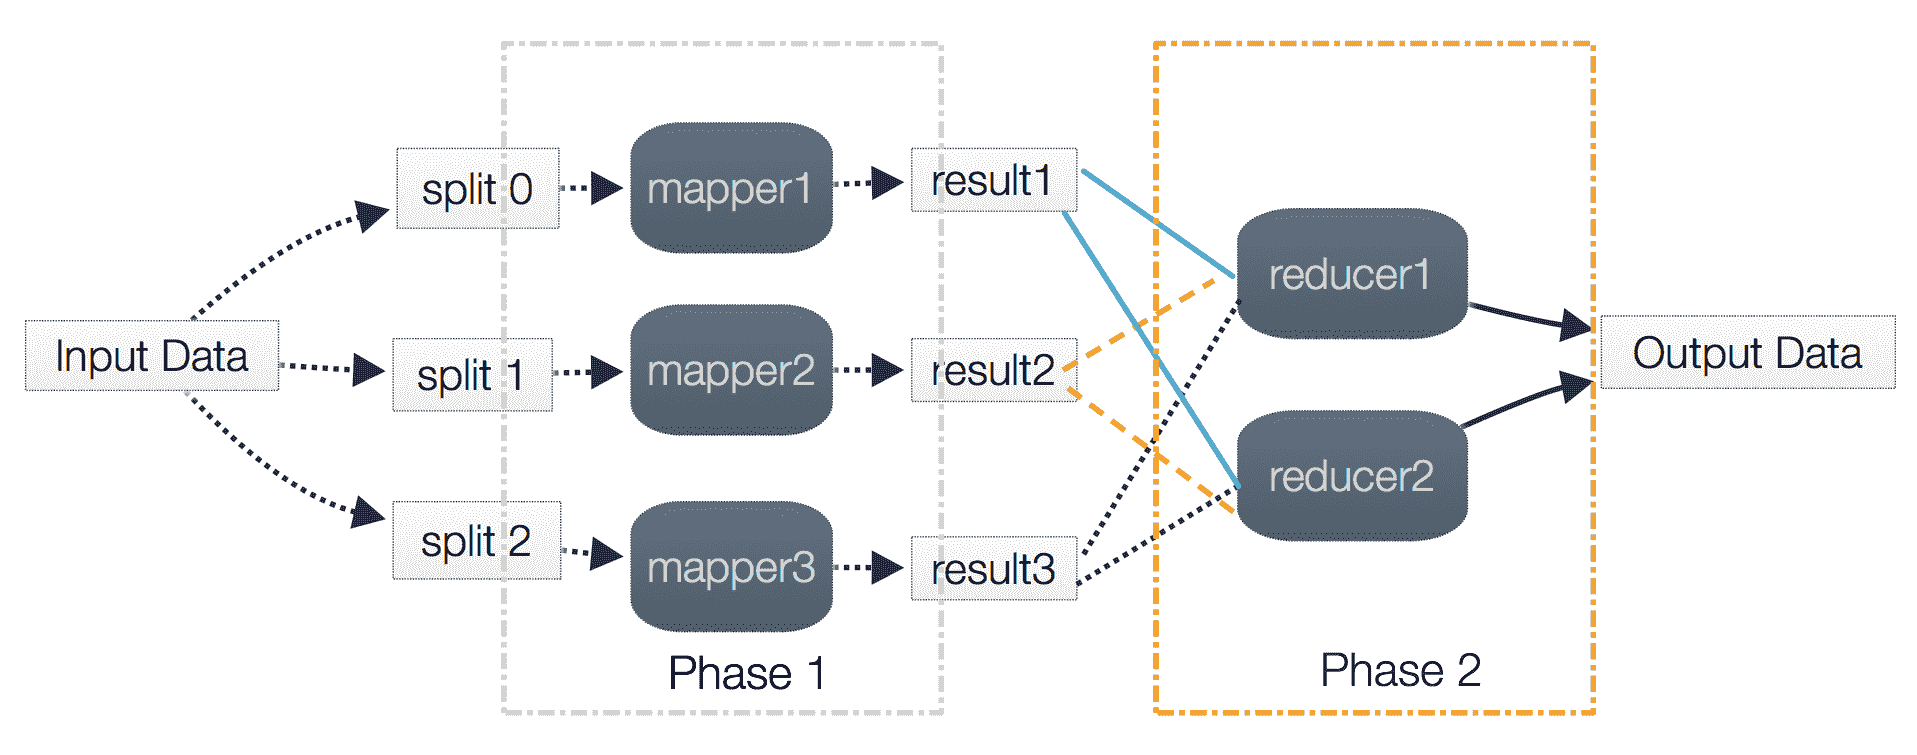 Input Data
split 0
split 1
split 2
mapper1
mapper2
mapper3
Phase 1
result1
result2
result3
reducer1
reducer2
Phase 2
Output Data